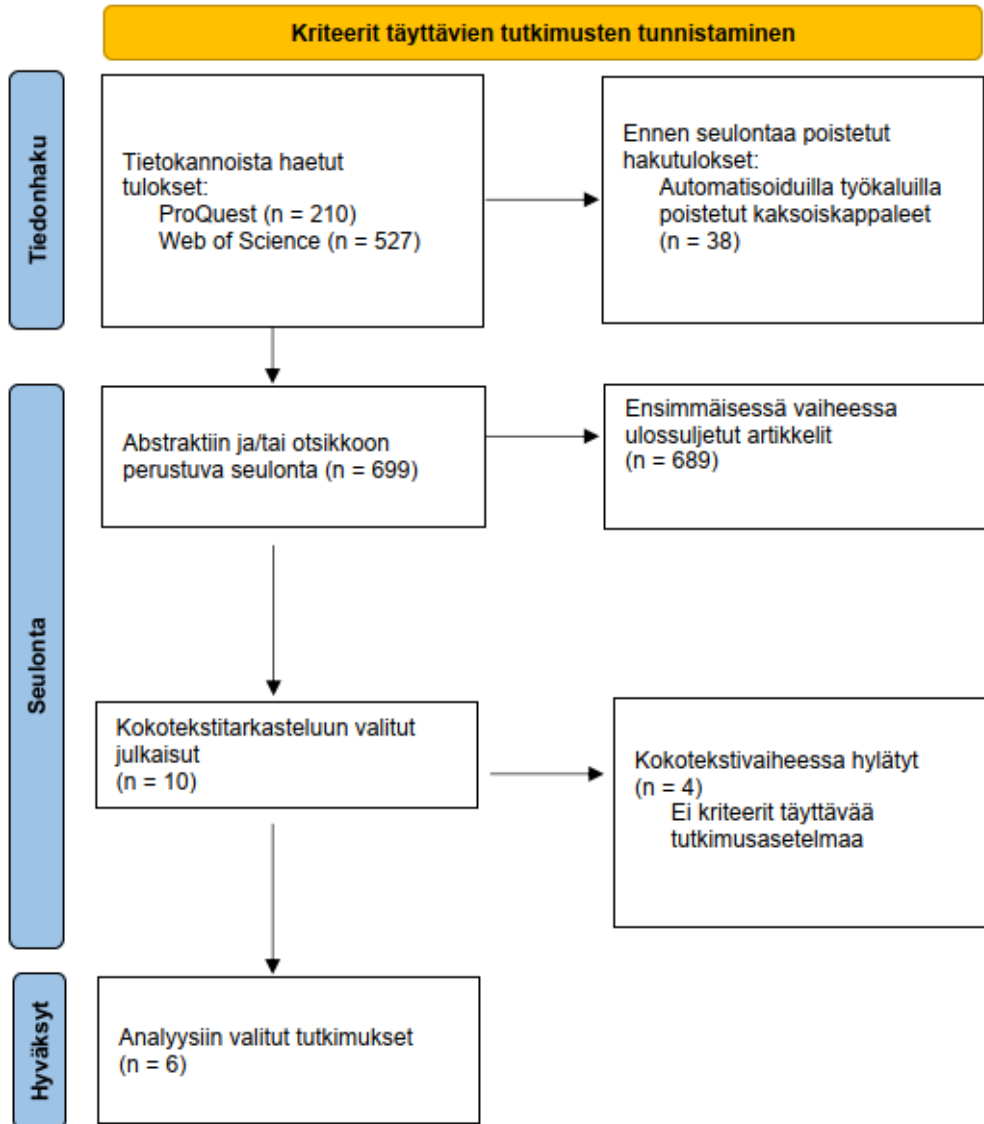 Kriteerit täyttävien tutkimusten tunnistaminen
Tiedonhaku
Tietokannoista haetut
tulokset:
ProQuest (n = 210)
Web of Science (n = 527)
Ennen seulontaa poistetut
hakutulokset:
Automatisoiduilla työkaluilla
poistetut kaksoiskappaleet
(n = 38)
Seulonta
Abstraktiin ja/tai otsikkoon
perustuva seulonta (n = 699)
Ensimmäisessä vaiheessa
ulossuljetut artikkelit
(n = 689)
Kokotekstitarkasteluun valitut
julkaisut
(n = 10)
Kokotekstivaiheessa hylätyt
(n = 4)
Ei kriteerit täyttävää
tutkimusasetelmaa
Hyväksyt
Analyysiin valitut tutkimukset
(n = 6)